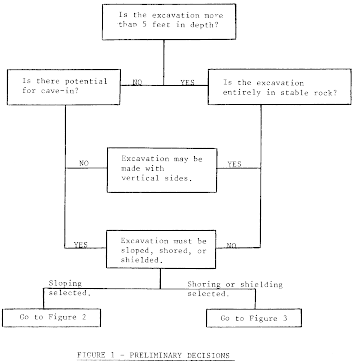 Is the excavation more
than 5 feet in depth?
Is there potential
for cave-in?
NO
YES
Is the excavation
entirely in stable rock?
NO
Excavation may be
made with
vertical sides.
YES
YES
Excavation must be
sloped, shored, or
shielded.
NO
Sloping
selected.
Shoring or shielding
selected.
Go to Figure 2
Go to Figure 3
FIGURE 1 - PRELIMINARY DECISIONS